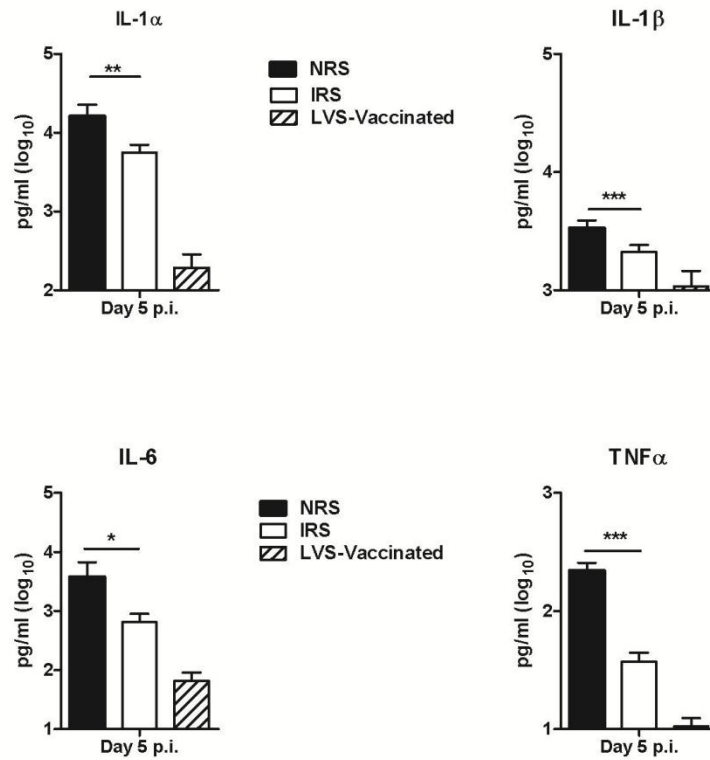 IL-1α
IL-1β
5
4
3
2
pg/ml (log10)
**
Day 5 p.i.
NRS
IRS
LVS-Vaccinated
5
4
3
pg/ml (log10)
***
Day 5 p.i.
IL-6
TNFα
5
4
3
2
1
pg/ml (log10)
*
Day 5 p.i.
NRS
IRS
LVS-Vaccinated
3
2
1
pg/ml (log10)
***
Day 5 p.i.